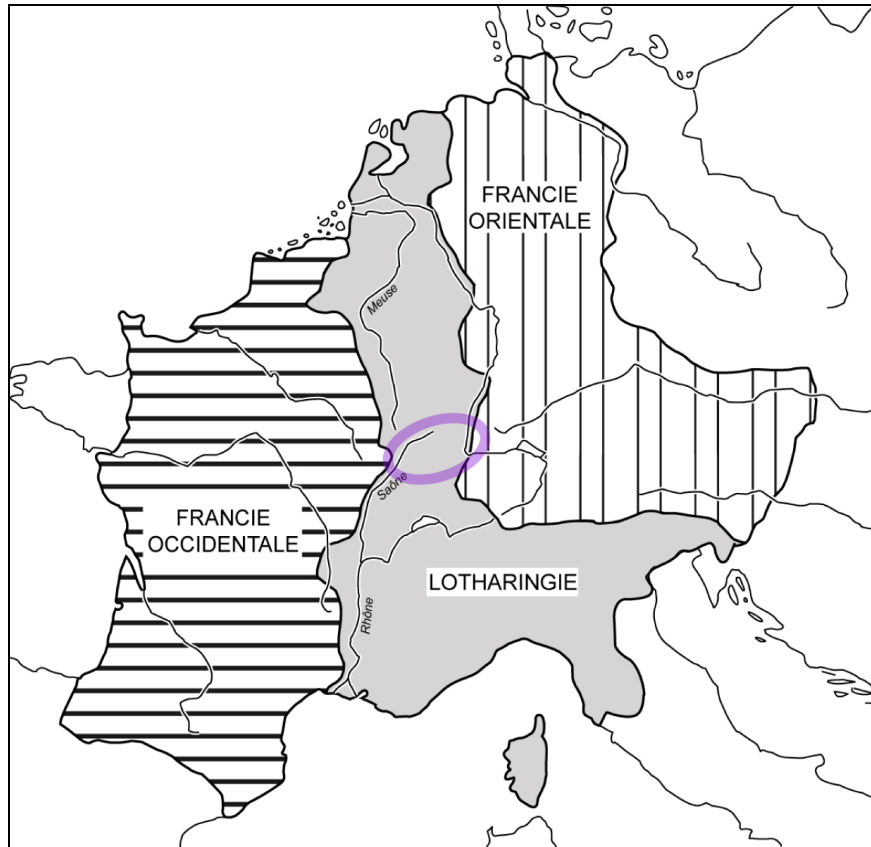 FRANCIE
ORIENTALE
Meuse
Saône
FRANCIE
OCCIDENTALE
LOTHARINGIE
Rhône